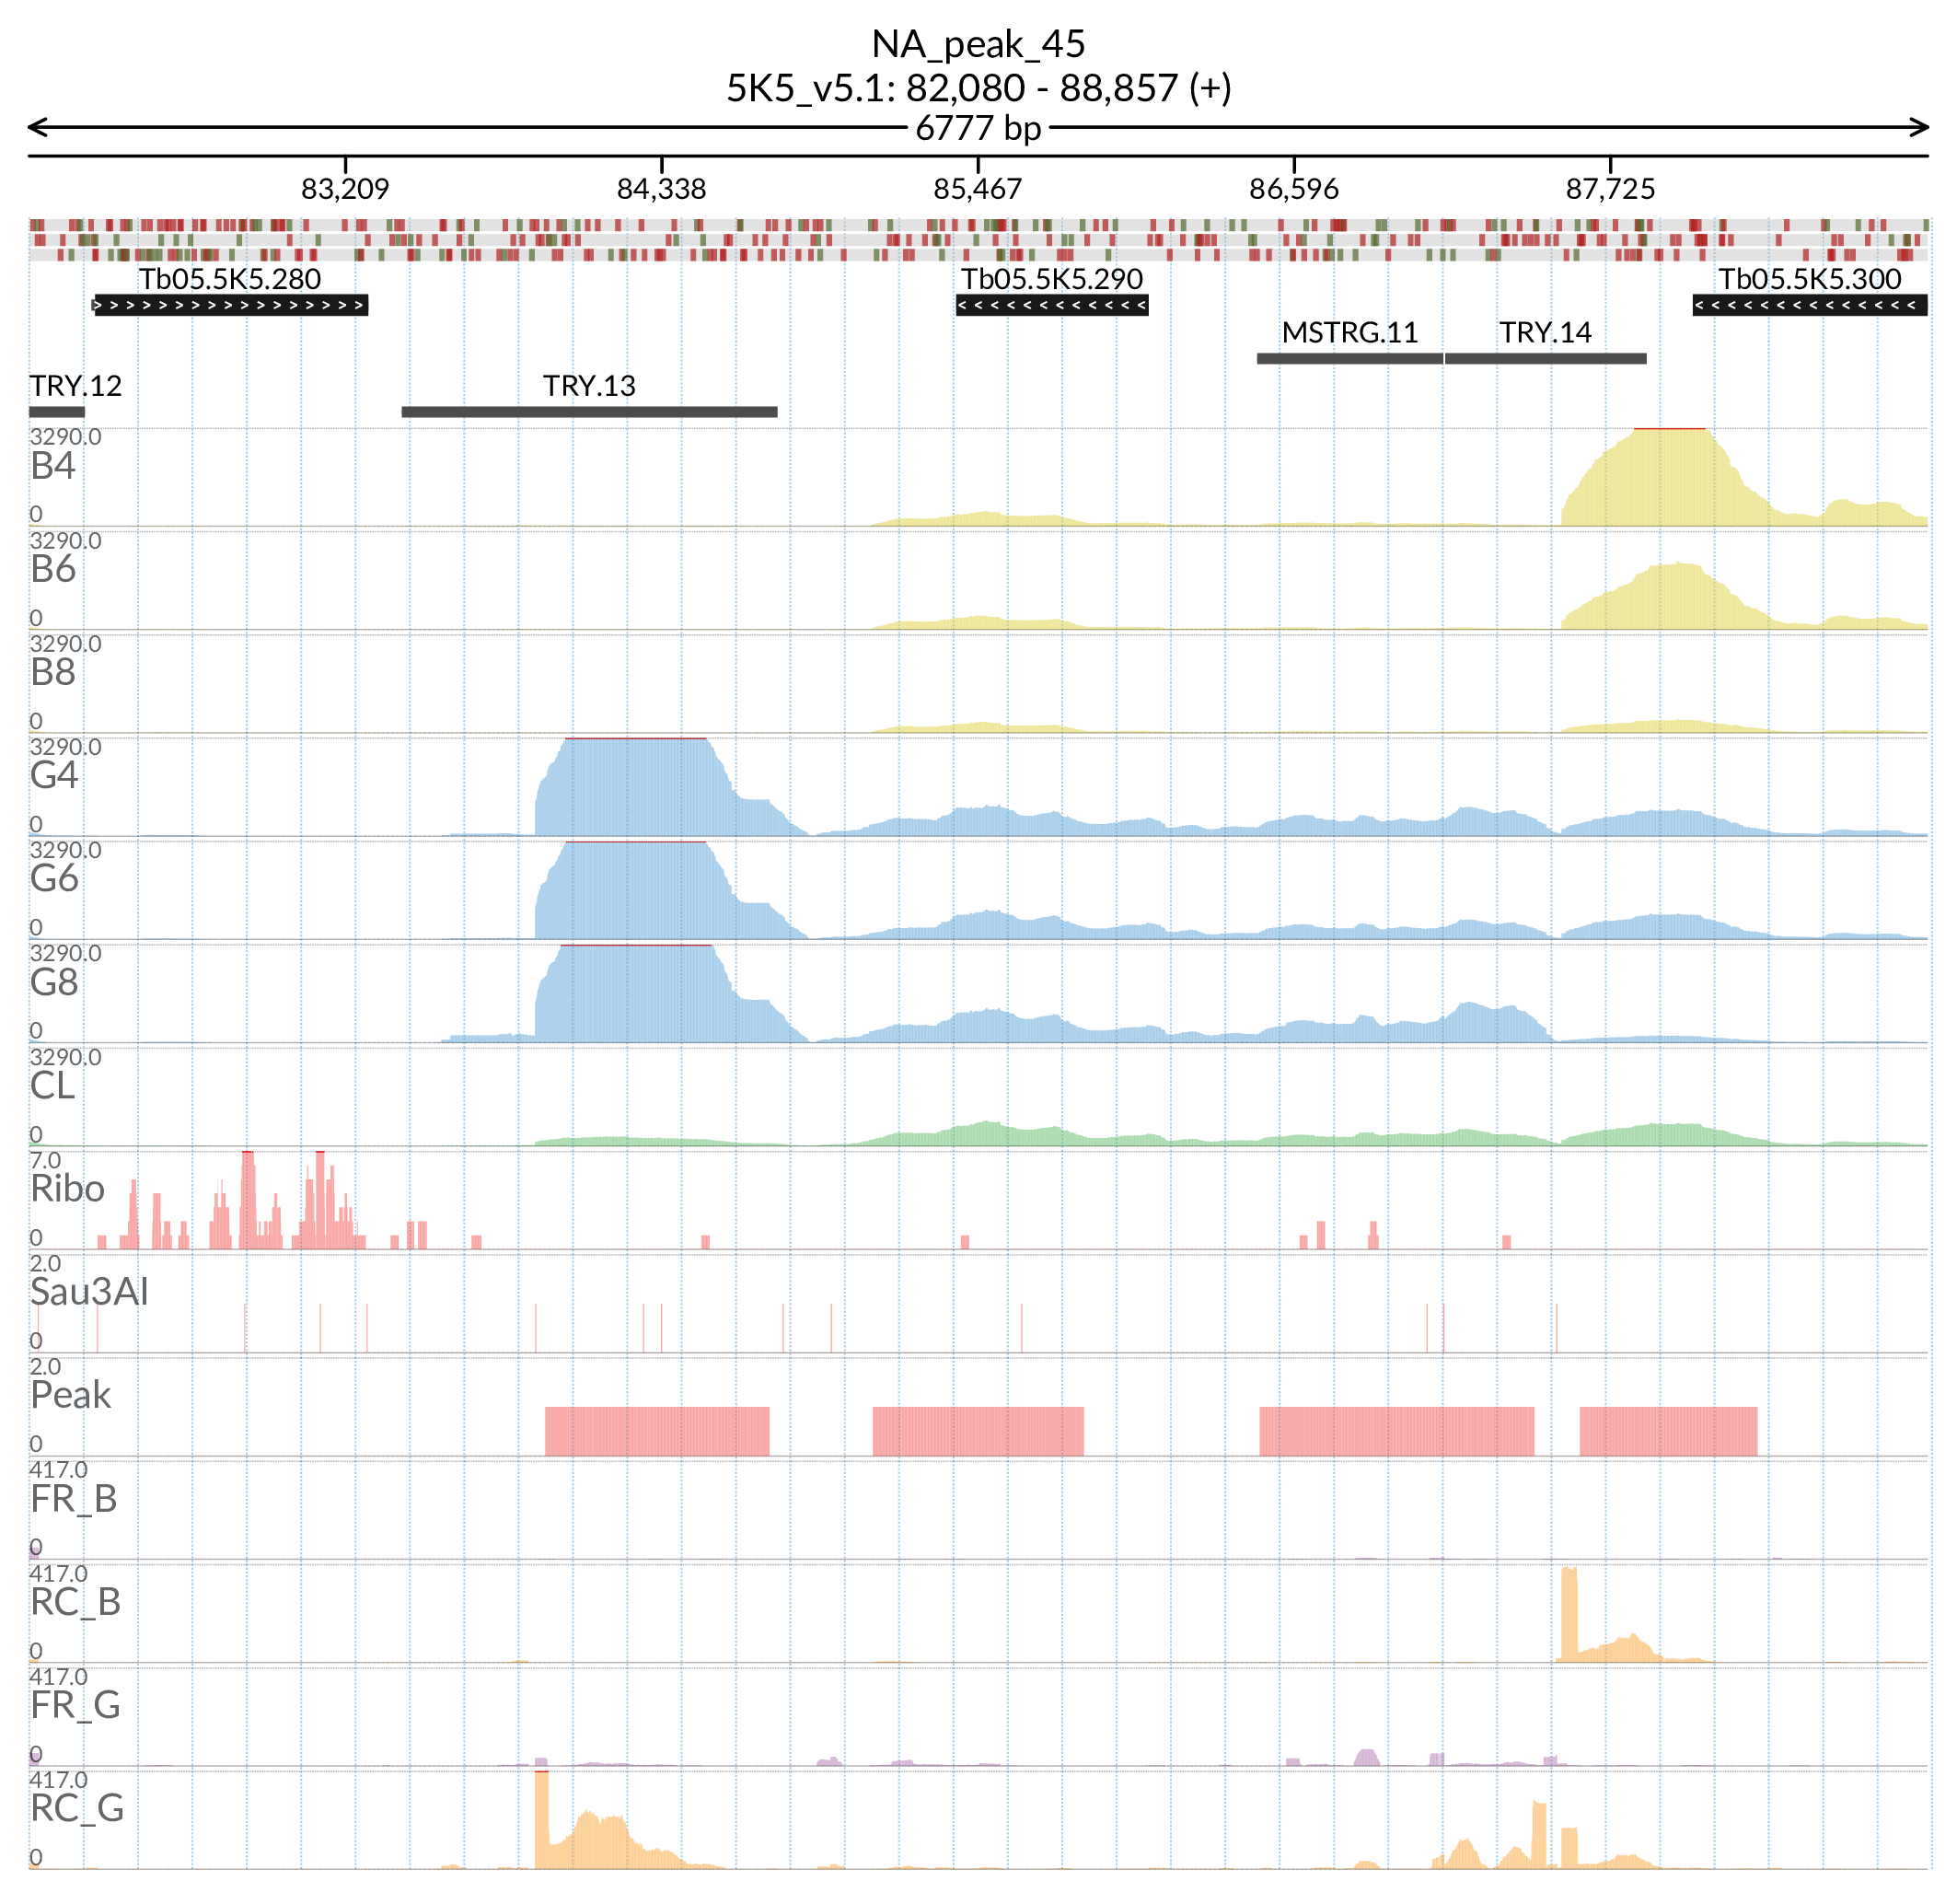 NA_peak_45
5K5_v5.1: 82,080 - 88,857 (+)
6777 bp
83,209 84,338 85,467 86,596 87,725
Tb05.5K5.280 Tb05.5K5.290 Tb05.5K5.300
MSTRG.11 TRY.14
TRY.12 TRY.13
3290.0
B4
0
3290.0
B6
0
3290.0
B8
0
3290.0
G4
0
3290.0
G6
0
3290.0
G8
0
3290.0
CL
0
7.0
Ribo
0
2.0
Sau3AI
0
2.0
Peak
0
417.0
FR_B
0
417.0
RC_B
0
417.0
FR_G
0
417.0
RC_G
0